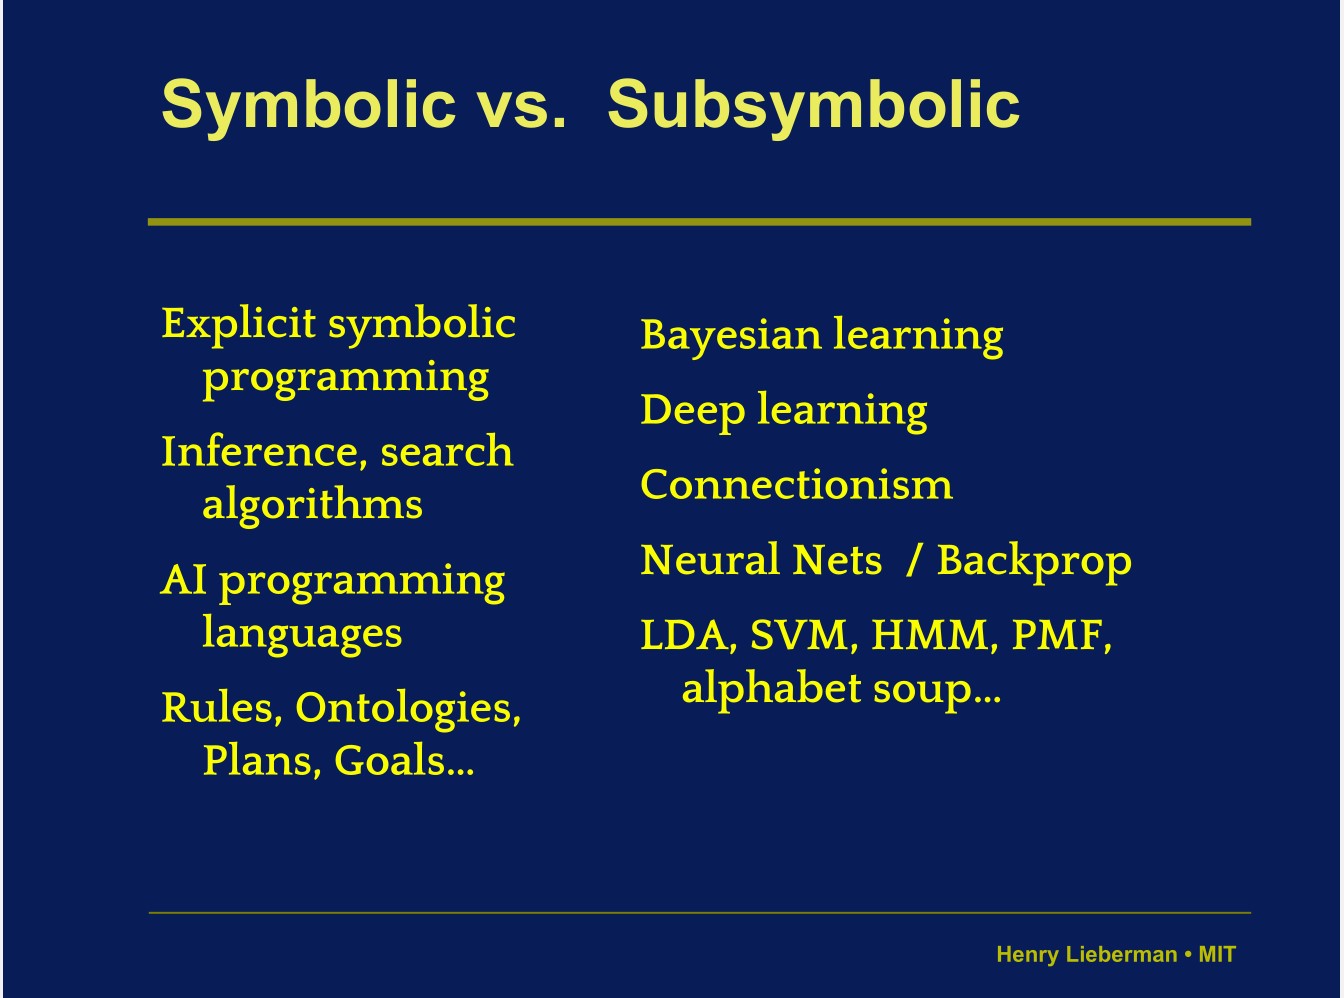 Symbolic vs.  Subsymbolic
Explicit symbolic
programming
Inference, search
algorithms
AI programming
languages
Rules, Ontologies,
Plans, Goals…
Bayesian learning
Deep learning
Connectionism
Neural Nets  / Backprop
LDA, SVM, HMM, PMF,
alphabet soup…
Henry Lieberman • MIT